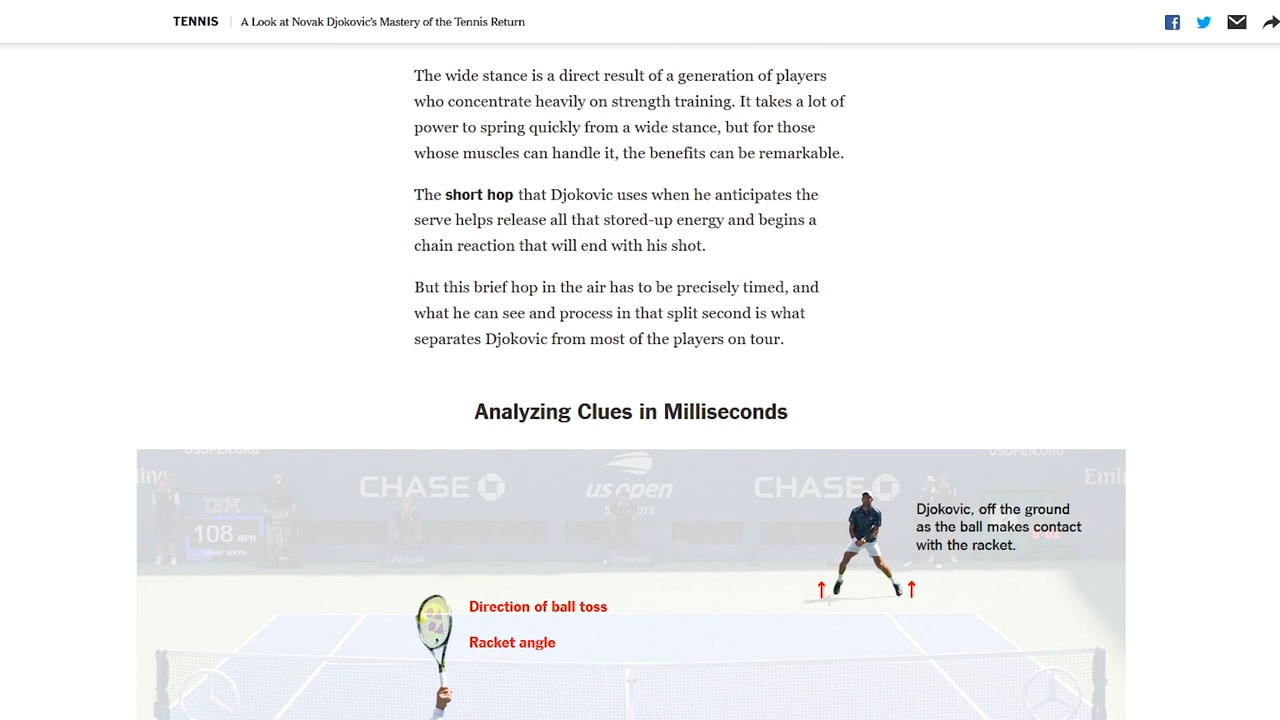 TENNIS
A Look at Novak Djokovic's Mastery of the Tennis Return
The wide stance is a direct result of a generation of players
who concentrate heavily on strength training. It takes a lot of
power to spring quickly from a wide stance, but for those
whose muscles can handle it, the benefits can be remarkable.
The short hop that Djokovic uses when he anticipates the
serve helps release all that stored-up energy and begins a
chain reaction that will end with his shot.
But this brief hop in the air has to be precisely timed, and
what he can see and process in that split second is what
separates Djokovic from most of the players on tour.
Analyzing Clues in Milliseconds
USOPEN.ORG
USOPEN.ORG
CHASE
us open
CHASE
IBM
108 MPH
Djokovic, off the ground
as the ball makes contact
with the racket.
Direction of ball toss
Racket angle